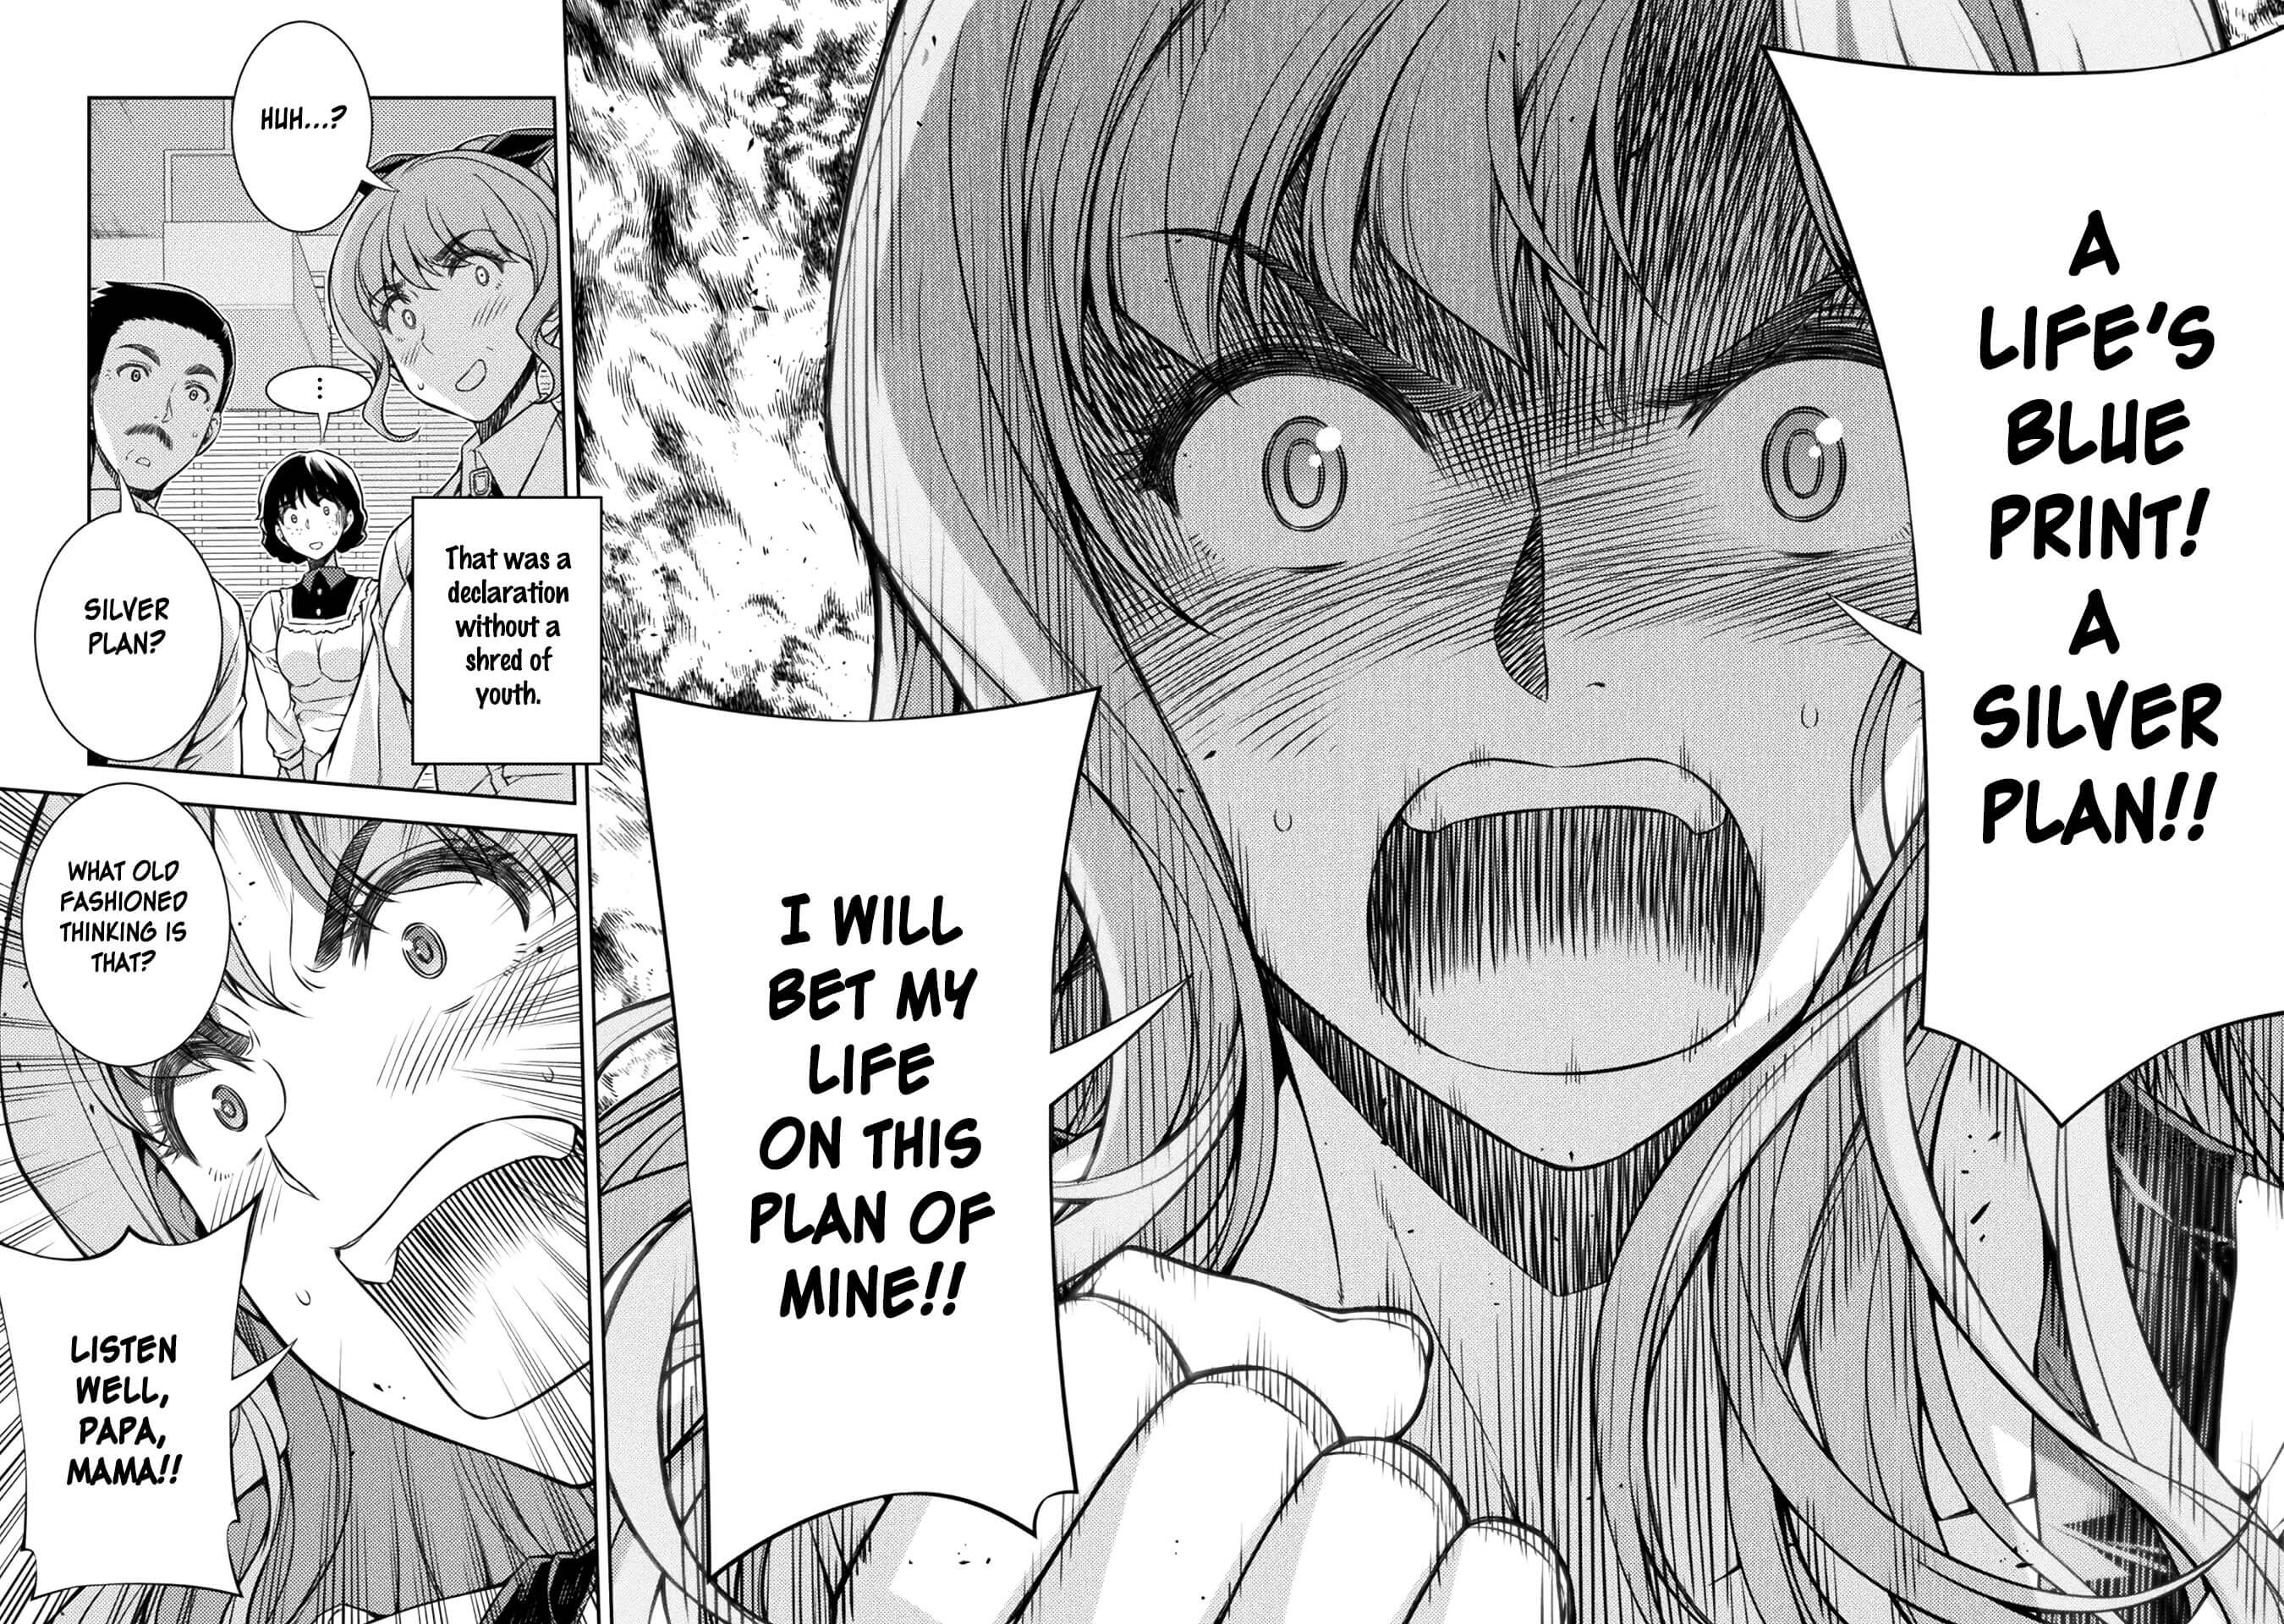 A
LIFE'S
BLUE
PRINT!
A
SILVER
PLAN!!
I WILL
BET MY
LIFE
ON THIS
PLAN OF
MINE!!
HUH...?
...
SILVER
PLAN?
That was a
declaration
without a
shred of
youth.
WHAT OLD
FASHIONED
THINKING IS
THAT?
LISTEN
WELL,
PAPA,
MAMA!!